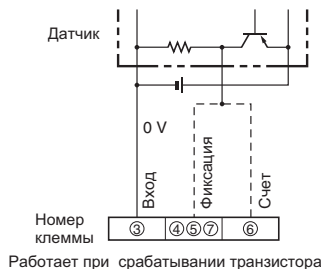 Датчик
0 V
Вход
Фиксация
Счет
Номер
клеммы
③ ④⑤⑦ ⑥
Работает при срабатывании транзистора